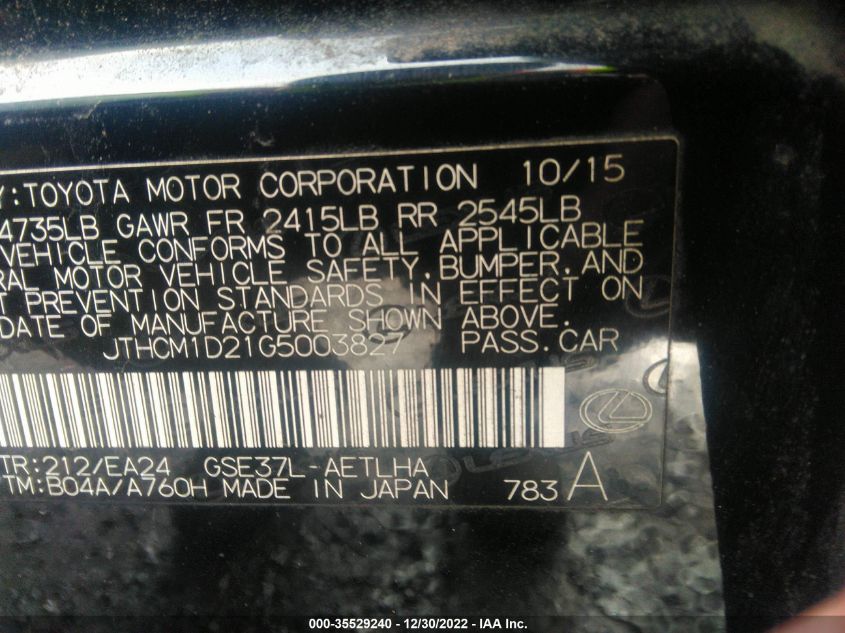 Y:TOYOTA MOTOR CORPORATION 10/15
4735LB GAWR FR 2415LB RR 2545LB
VEHICLE CONFORMS TO ALL APPLICABLE
RAL MOTOR VEHICLE SAFETY, BUMPER, AND
T PREVENTION STANDARDS IN EFFECT ON
DATE OF MANUFACTURE SHOWN ABOVE.
JTHCM1D21G5003827 PASS.CAR
TR:212/EA24 GSE37L-AETLHA
TM:B04A/A760H MADE IN JAPAN 783 A
000-35529240 - 12/30/2022 - IAA Inc.